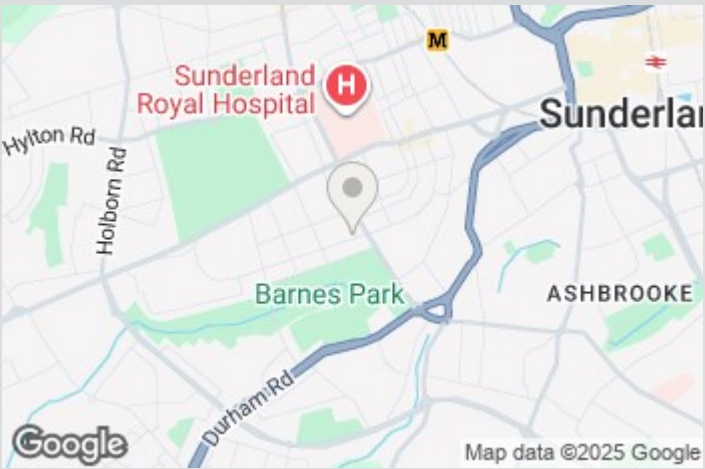 M
Sunderland
Royal Hospital
H
Sunderlan
Hylton Rd
Holborn Rd
Barnes Park
ASHBROOKE
Durham Rd
Google
Map data ©2025 Google